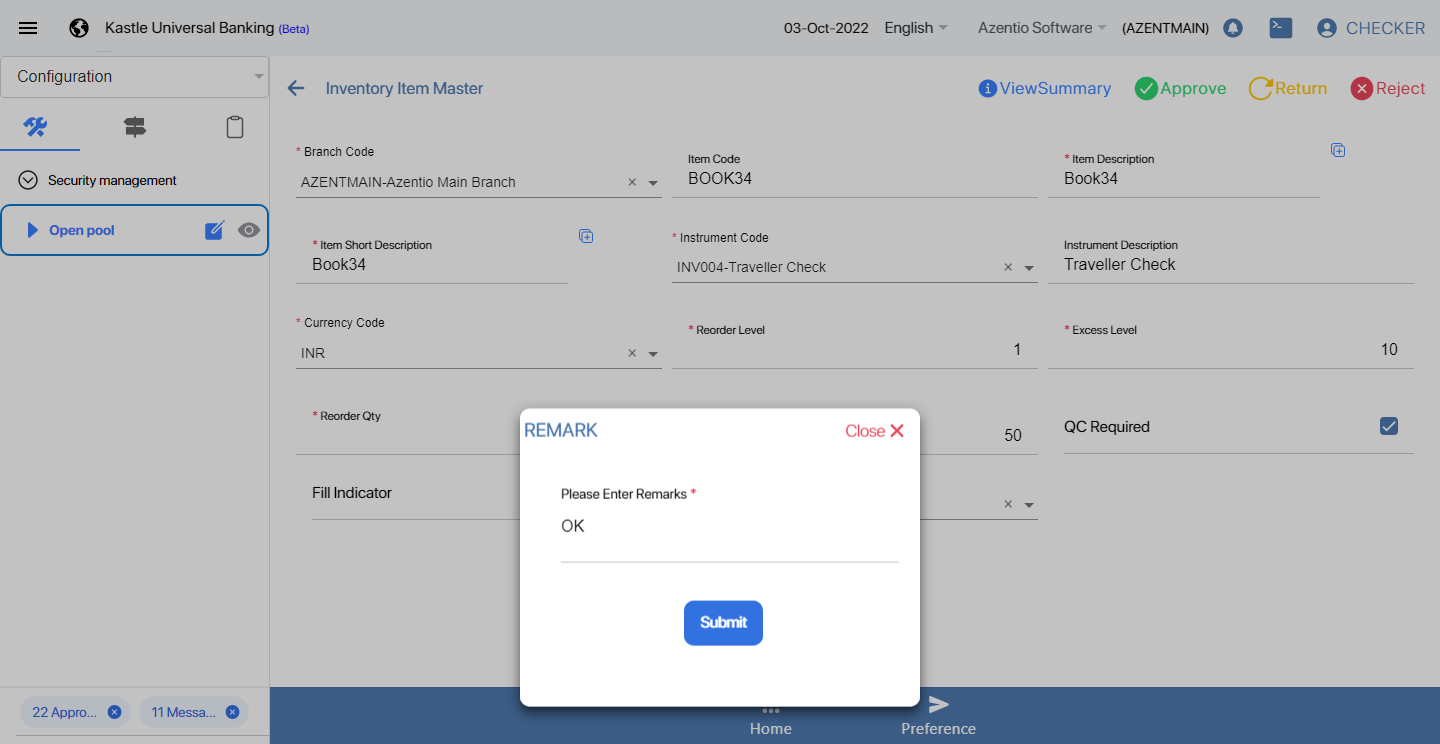 Kastle Universal Banking (Beta)
03-Oct-2022
English
Azentio Software
(AZENTMAIN)
CHECKER
Configuration
Security management
Open pool
22 Appro...
11 Messa...
Inventory Item Master
ViewSummary
Approve
Return
Reject
* Branch Code
AZENTMAIN-Azentio Main Branch
Item Code
BOOK34
* Item Description
Book34
* Item Short Description
Book34
* Instrument Code
INV004-Traveller Check
Instrument Description
Traveller Check
* Currency Code
INR
* Reorder Level
1
* Excess Level
10
* Reorder Qty
50
QC Required
Fill Indicator
REMARK
Close
Please Enter Remarks *
OK
Submit
Home
Preference